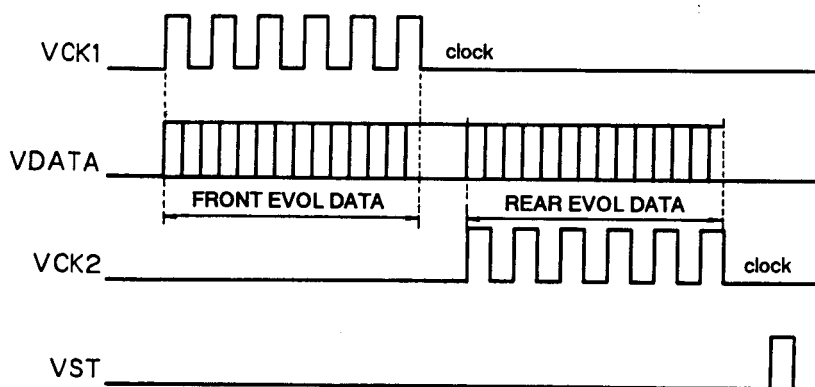 VCK1
clock
VDATA
FRONT EVOL DATA
REAR EVOL DATA
VCK2
clock
VST